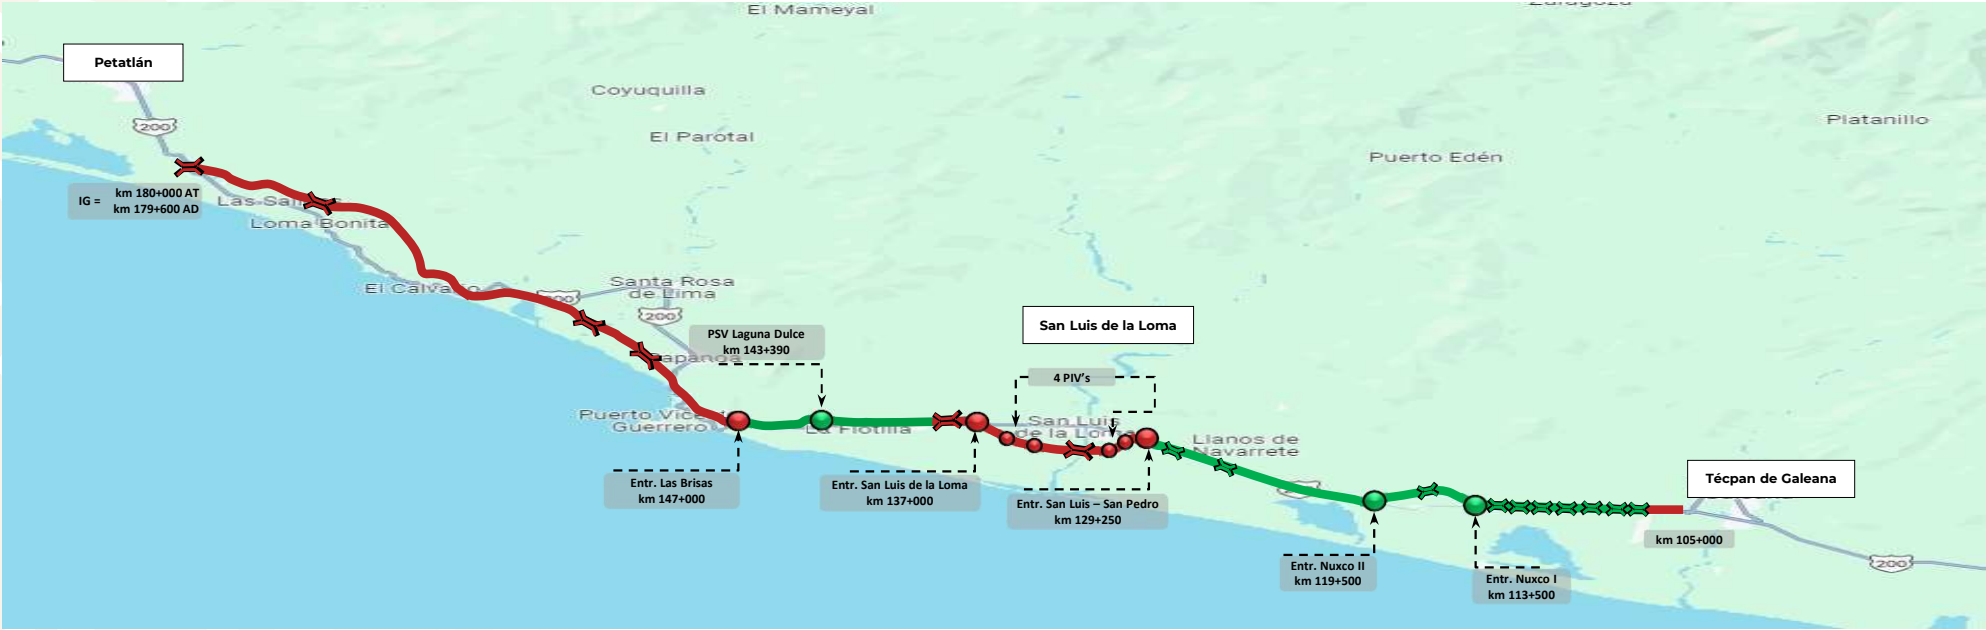 El Mameyal
Zaragoza
Petatlán
Coyuquilla
200
El Parotal
Platanillo
Puerto Edén
IG =
km 180+000 AT
km 179+600 AD
Loma Bonita
El Calvario
Santa Rosa
de Lima
200
200
PSV Laguna Dulce
km 143+390
San Luis de la Loma
Papanoa
4 PIV's
Puerto Vicente
Guerrero
La Flotilla
San Luis
de la Loma
Llanos de
Navarrete
Entr. Las Brisas
km 147+000
Entr. San Luis de la Loma
km 137+000
Entr. San Luis – San Pedro
km 129+250
Técpan de Galeana
km 105+000
Entr. Nuxco II
km 119+500
Entr. Nuxco I
km 113+500
200